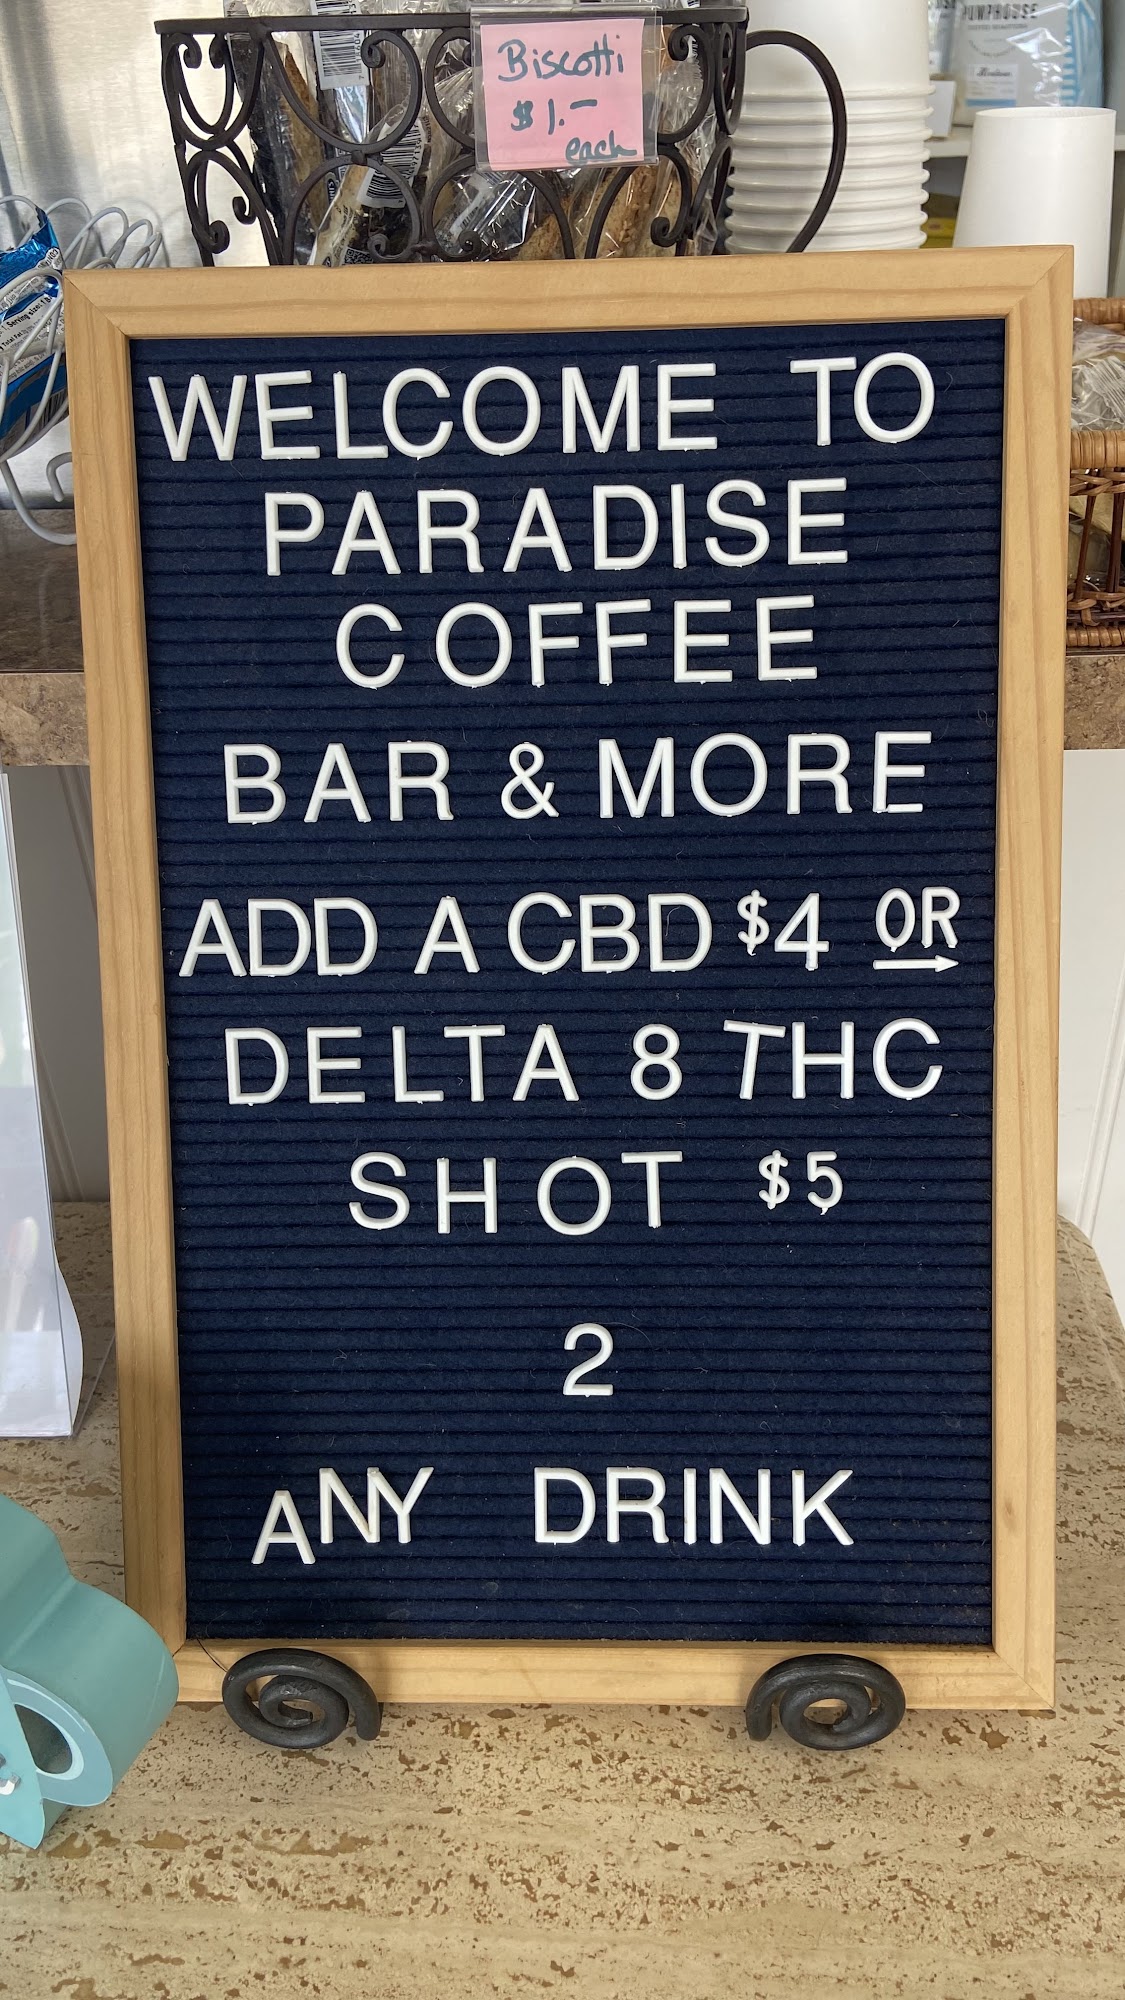 Biscotti
$1.-
each
PUMPHOUSE
WELCOME TO
PARADISE
COFFEE
BAR & MORE
ADD A CBD $4 OR
DELTA 8 THC
SHOT $5
2
ANY DRINK